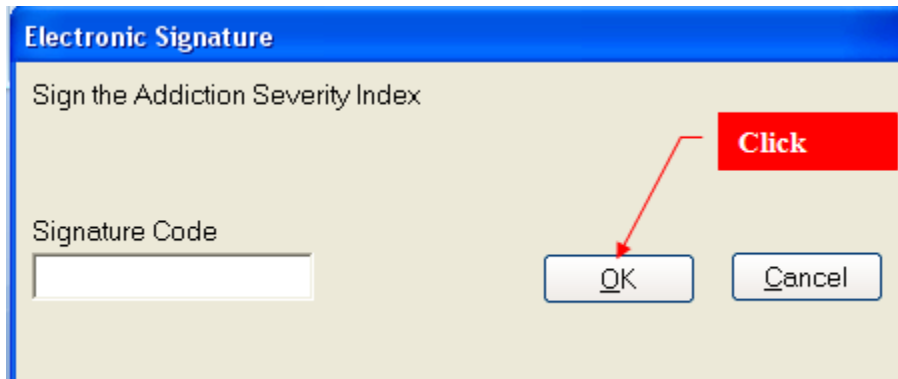 Electronic Signature
Sign the Addiction Severity Index
Click
Signature Code
OK
Cancel